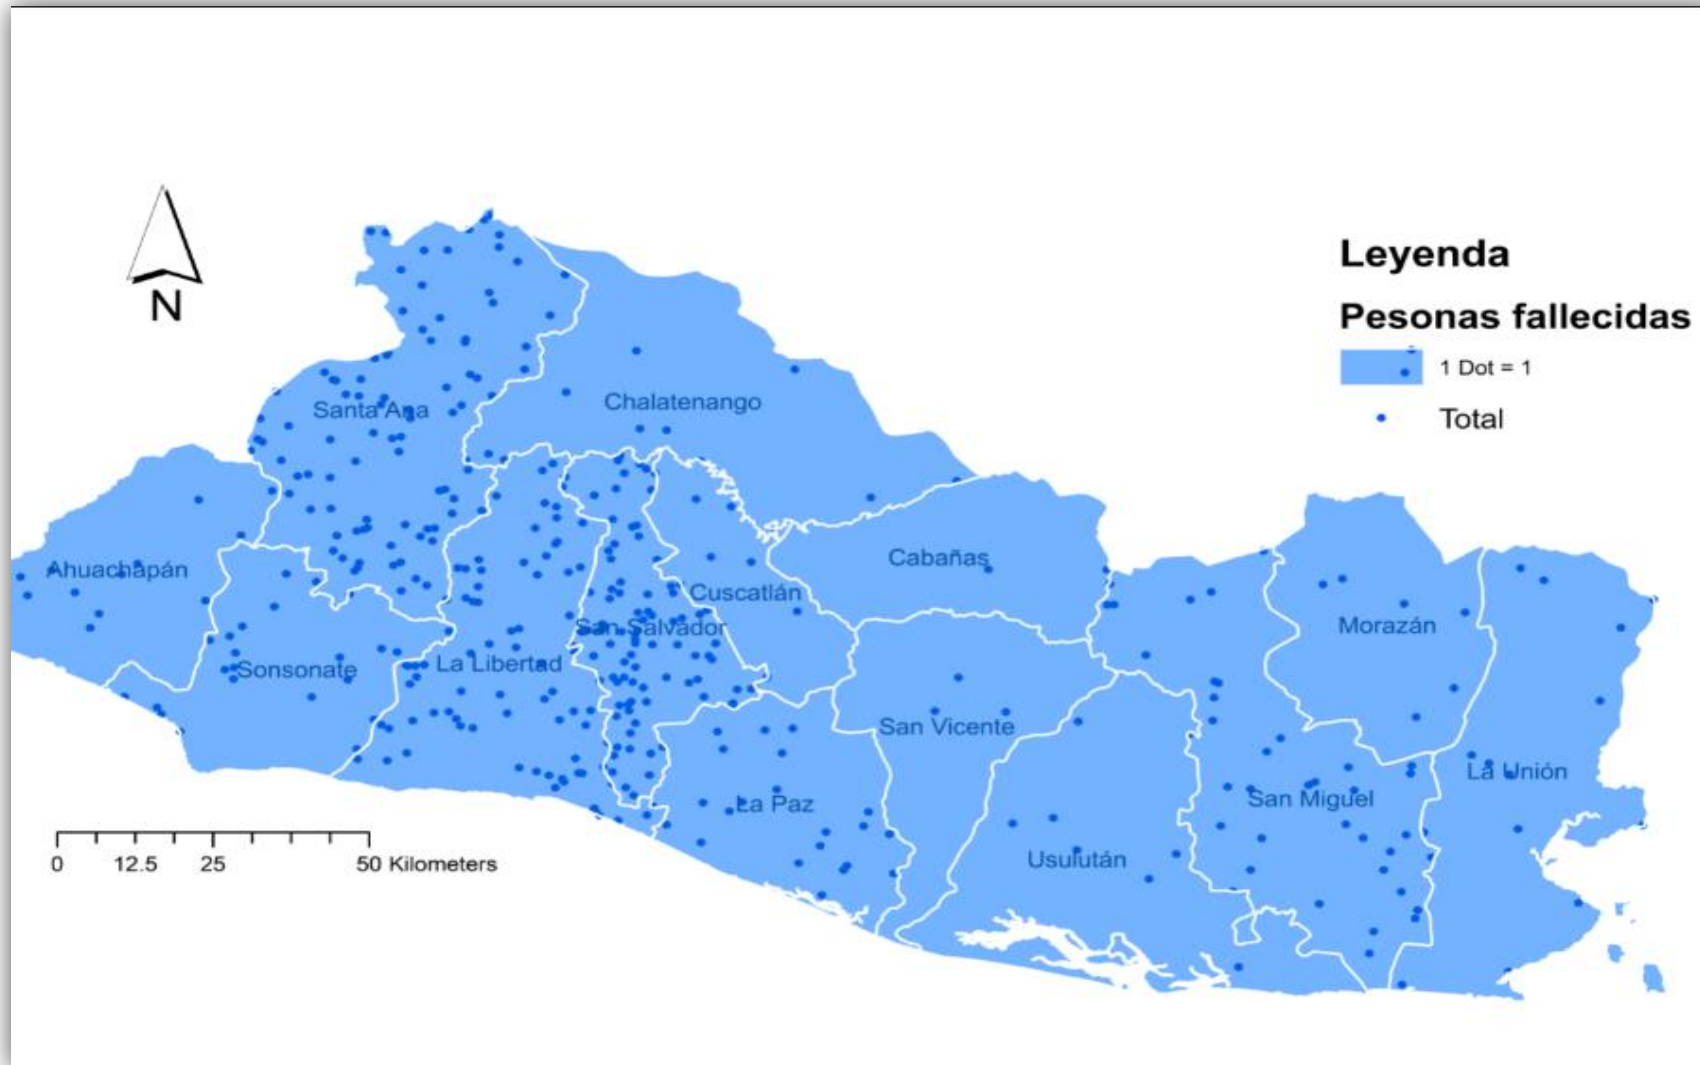 N
Leyenda
Pesonas fallecidas
1 Dot = 1
Total
Santa Ana
Chalatenango
Ahuachapán
Cabañas
Cuscatlán
San Salvador
Morazán
Sonsonate
La Libertad
San Vicente
La Unión
San Miguel
La Paz
Usulután
0 12.5 25 50 Kilometers